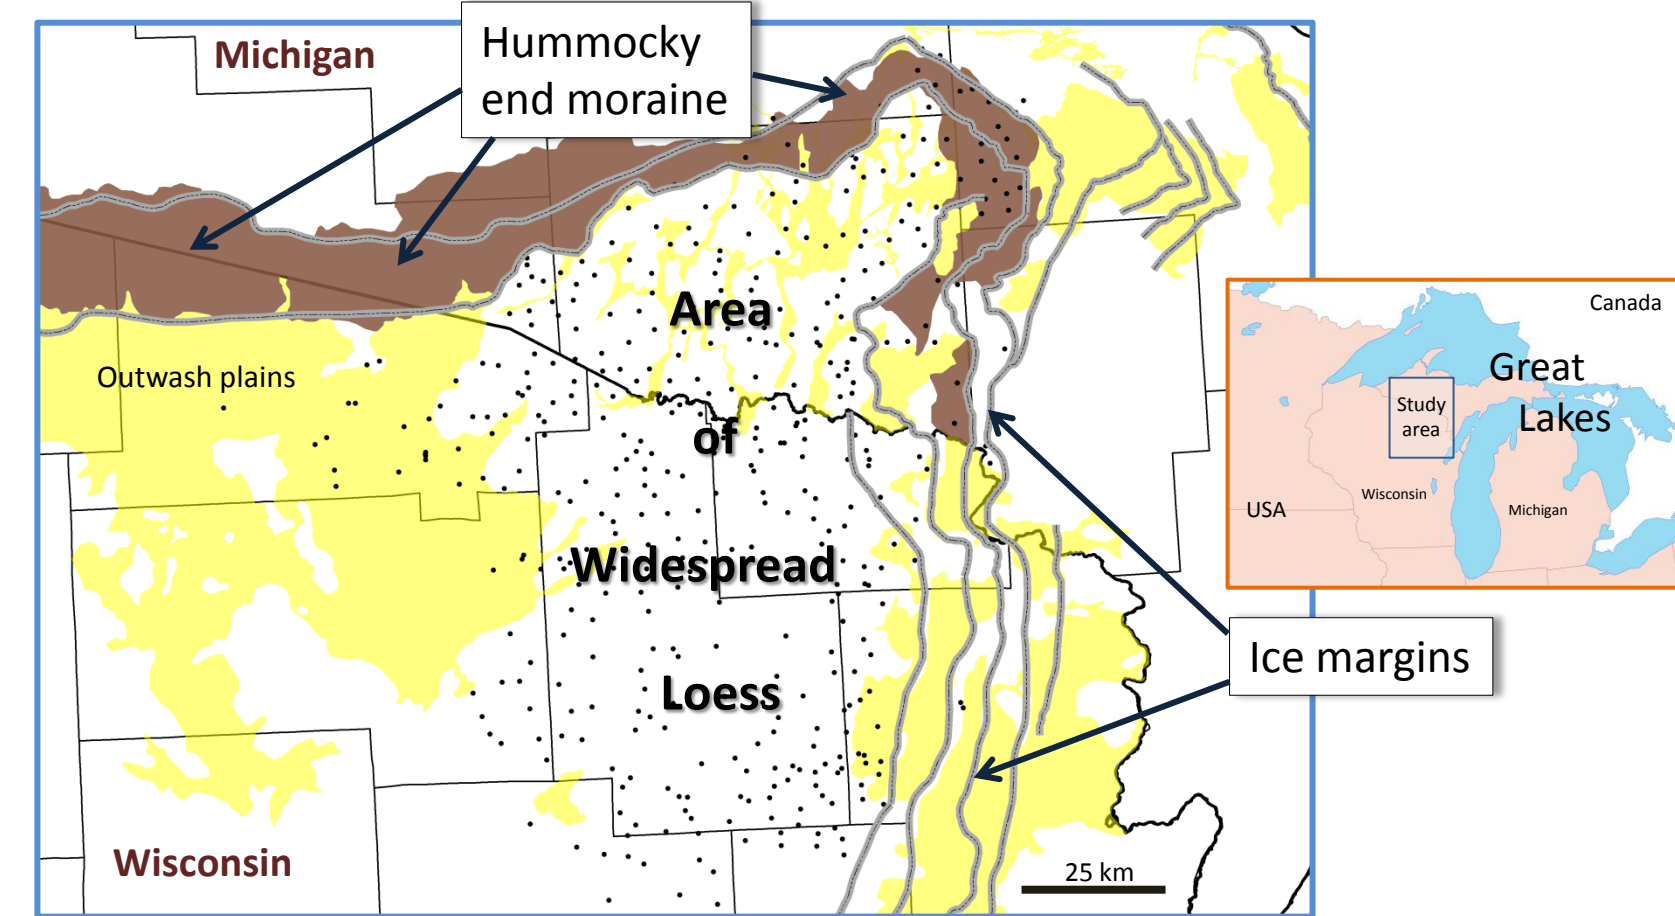 Michigan
Hummocky
end moraine
Outwash plains
Area
of
Widespread
Loess
Wisconsin
25 km
Ice margins
Canada
Great
Lakes
Study
area
Wisconsin
Michigan
USA